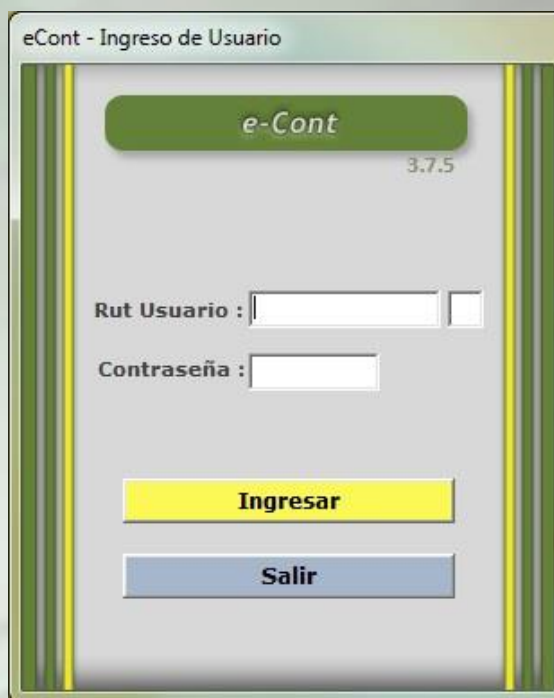 eCont - Ingreso de Usuario
e-Cont
3.7.5
Rut Usuario :
Contraseña :
Ingresar
Salir